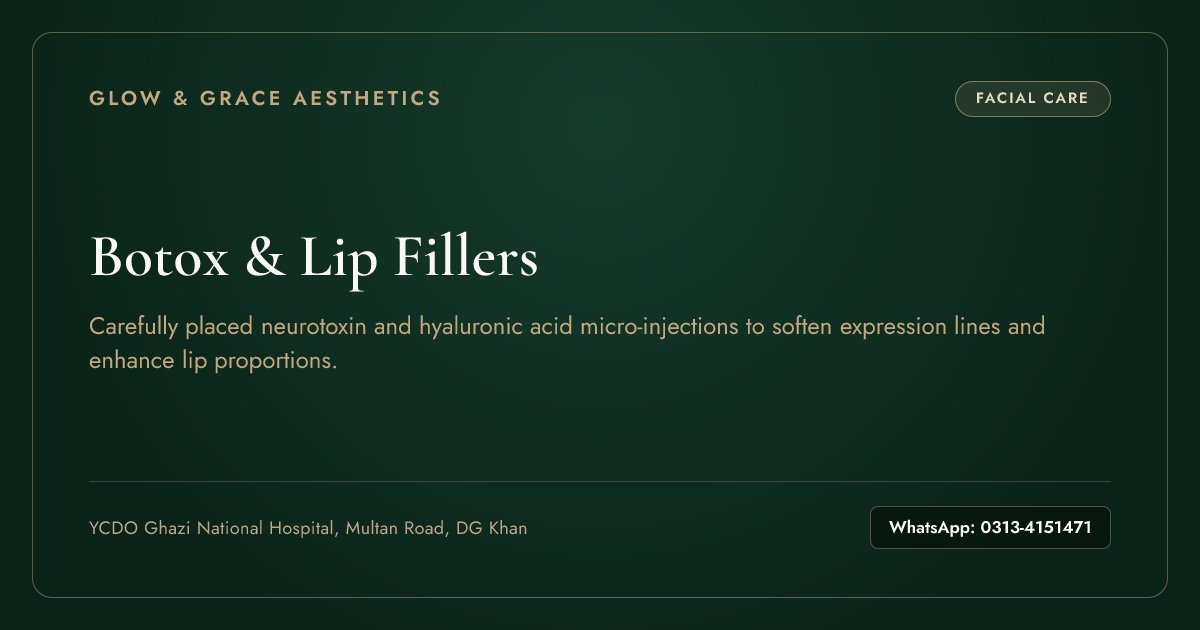 GLOW & GRACE AESTHETICS
FACIAL CARE
Botox & Lip Fillers
Carefully placed neurotoxin and hyaluronic acid micro-injections to soften expression lines and
enhance lip proportions.
YCDO Ghazi National Hospital, Multan Road, DG Khan
WhatsApp: 0313-4151471